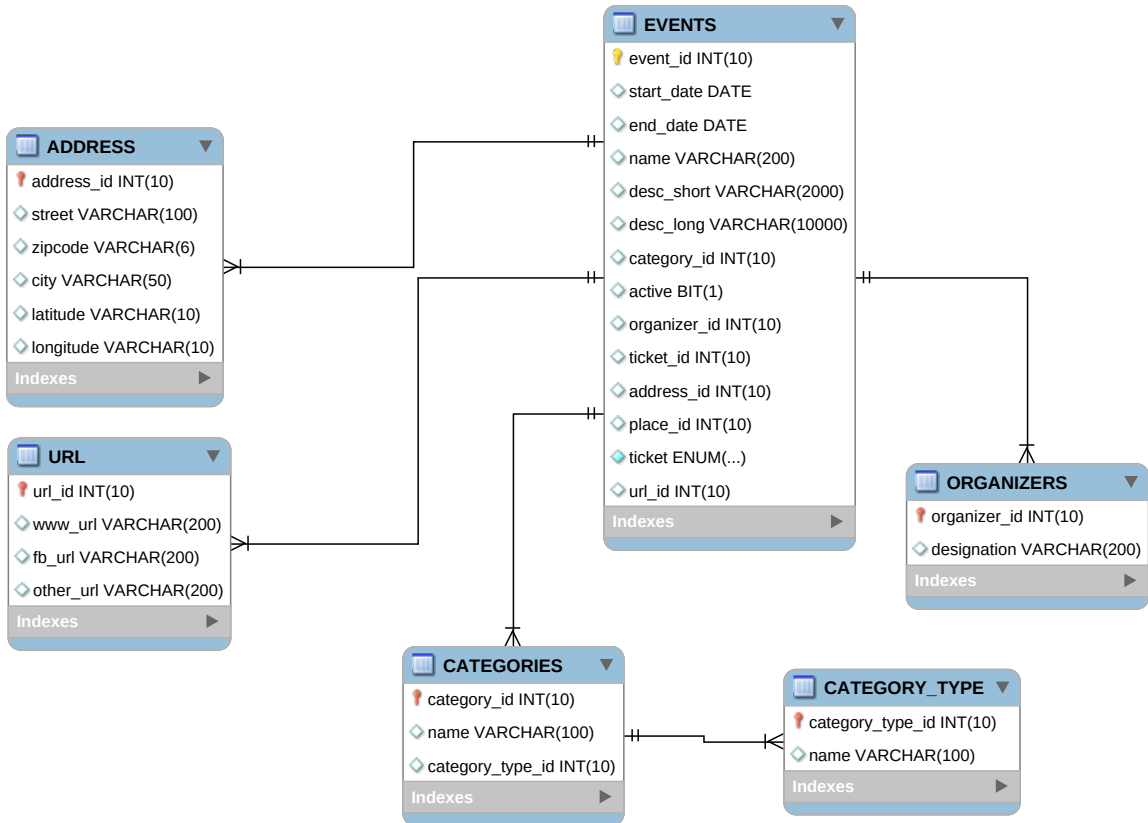 EVENTS
event_id INT(10)
start_date DATE
end_date DATE
name VARCHAR(200)
desc_short VARCHAR(2000)
desc_long VARCHAR(10000)
category_id INT(10)
active BIT(1)
organizer_id INT(10)
ticket_id INT(10)
address_id INT(10)
place_id INT(10)
ticket ENUM(...)
url_id INT(10)
Indexes
ADDRESS
address_id INT(10)
street VARCHAR(100)
zipcode VARCHAR(6)
city VARCHAR(50)
latitude VARCHAR(10)
longitude VARCHAR(10)
Indexes
URL
url_id INT(10)
www_url VARCHAR(200)
fb_url VARCHAR(200)
other_url VARCHAR(200)
Indexes
ORGANIZERS
organizer_id INT(10)
designation VARCHAR(200)
Indexes
CATEGORIES
category_id INT(10)
name VARCHAR(100)
category_type_id INT(10)
Indexes
CATEGORY_TYPE
category_type_id INT(10)
name VARCHAR(100)
Indexes